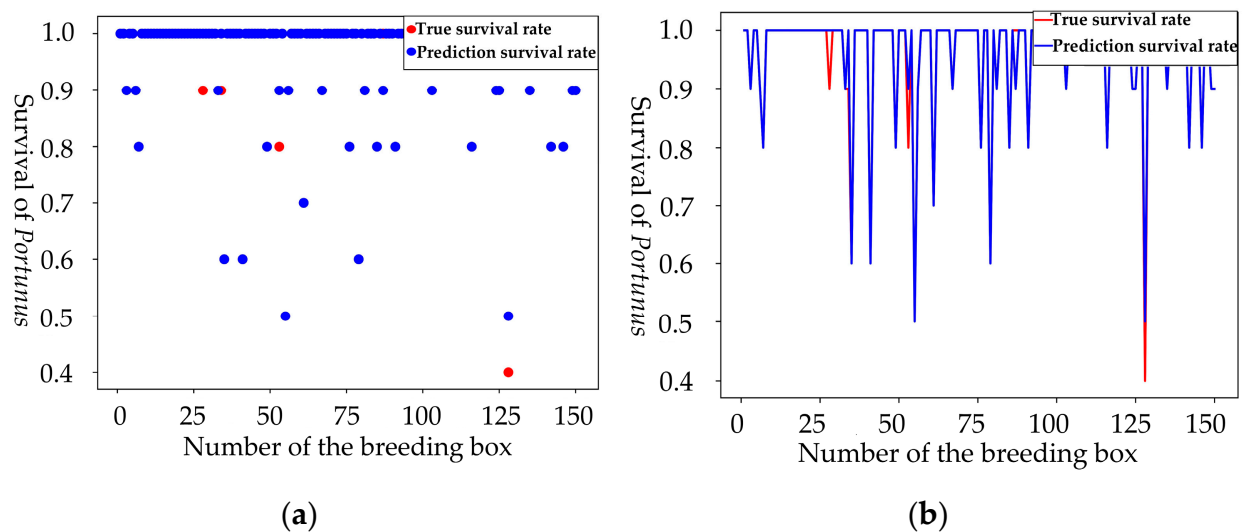 True survival rate
Prediction survival rate
1.0
0.9
0.8
0.7
0.6
0.5
0.4
Survival of Portunus
0
25
50
75
100
125
150
Number of the breeding box
(a)
True survival rate
Prediction survival rate
1.0
0.9
0.8
0.7
0.6
0.5
0.4
Survival of Portunus
0
25
50
75
100
125
150
Number of the breeding box
(b)